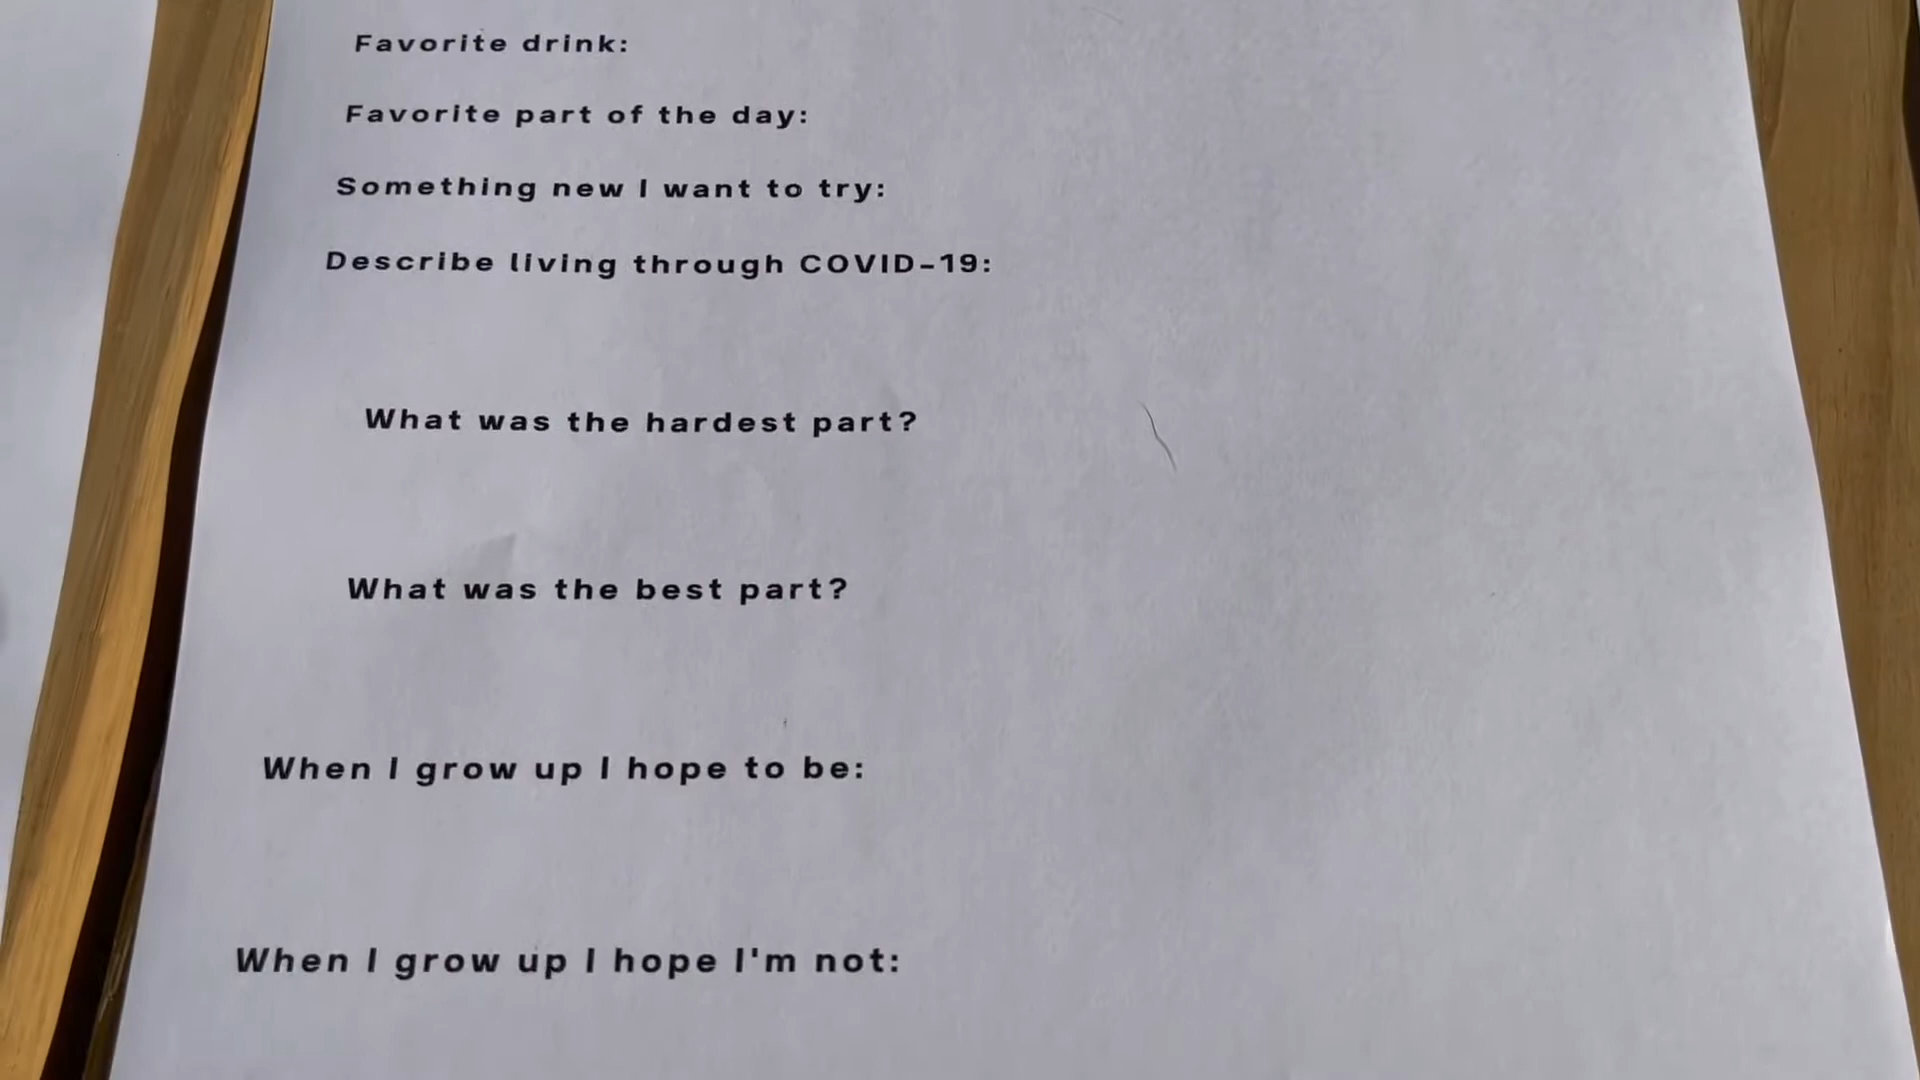 Favorite drink:
Favorite part of the day:
Something new I want to try:
Describe living through COVID-19:
What was the hardest part?
What was the best part?
When I grow up I hope to be:
When I grow up I hope I'm not: